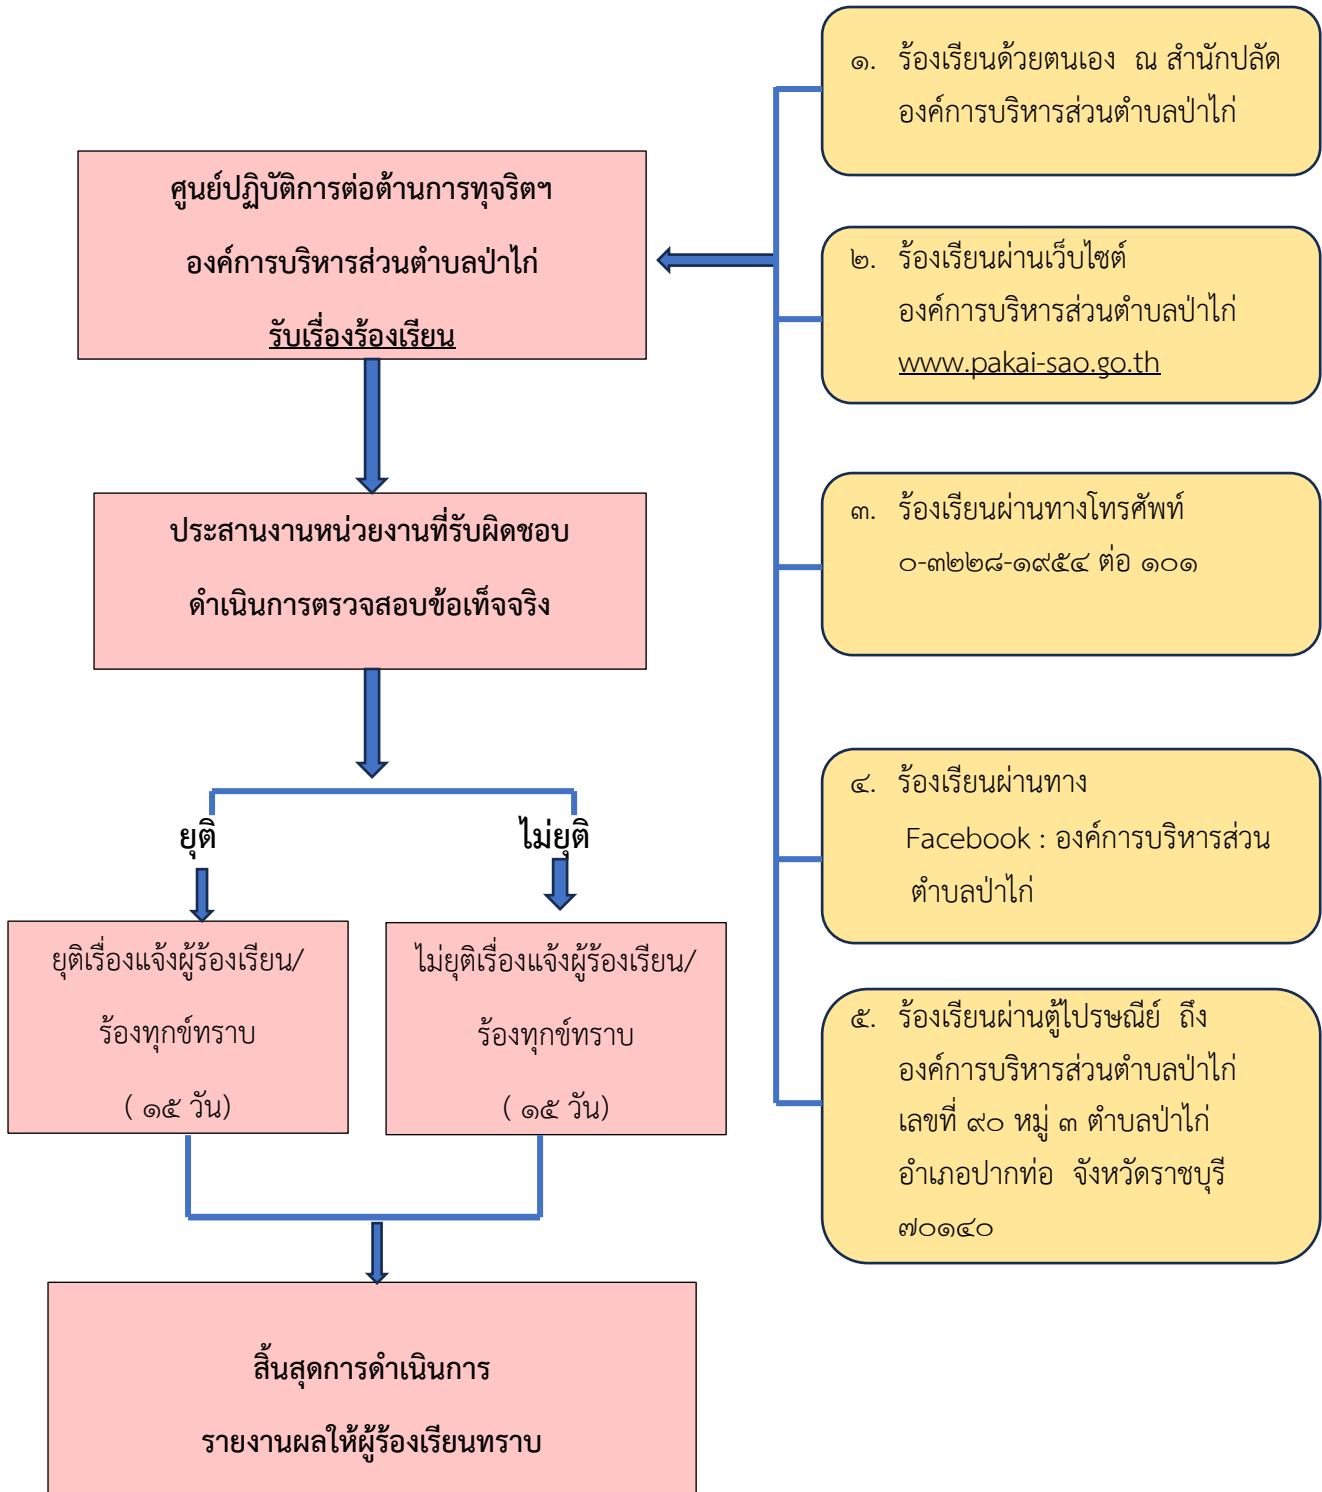 ศูนย์ปฏิบัติการต่อต้านการทุจริตฯ
องค์การบริหารส่วนตำบลป่าไก่
รับเรื่องร้องเรียน
ประสานงานหน่วยงานที่รับผิดชอบ
ดำเนินการตรวจสอบข้อเท็จจริง
ยุติ
ไม่ยุติ
ยุติเรื่องแจ้งผู้ร้องเรียน/
ร้องทุกข์ทราบ
( ๑๕ วัน)
ไม่ยุติเรื่องแจ้งผู้ร้องเรียน/
ร้องทุกข์ทราบ
( ๑๕ วัน)
สิ้นสุดการดำเนินการ
รายงานผลให้ผู้ร้องเรียนทราบ
๑. ร้องเรียนด้วยตนเอง ณ สำนักปลัด
องค์การบริหารส่วนตำบลป่าไก่
๒. ร้องเรียนผ่านเว็บไซต์
องค์การบริหารส่วนตำบลป่าไก่
www.pakai-sao.go.th
๓. ร้องเรียนผ่านทางโทรศัพท์
๐-๓๒๒๘-๑๙๕๔ ต่อ ๑๐๑
๔. ร้องเรียนผ่านทาง
Facebook : องค์การบริหารส่วน
ตำบลป่าไก่
๕. ร้องเรียนผ่านตู้ไปรษณีย์ ถึง
องค์การบริหารส่วนตำบลป่าไก่
เลขที่ ๙๐ หมู่ ๓ ตำบลป่าไก่
อำเภอปากท่อ จังหวัดราชบุรี
๗๐๑๔๐